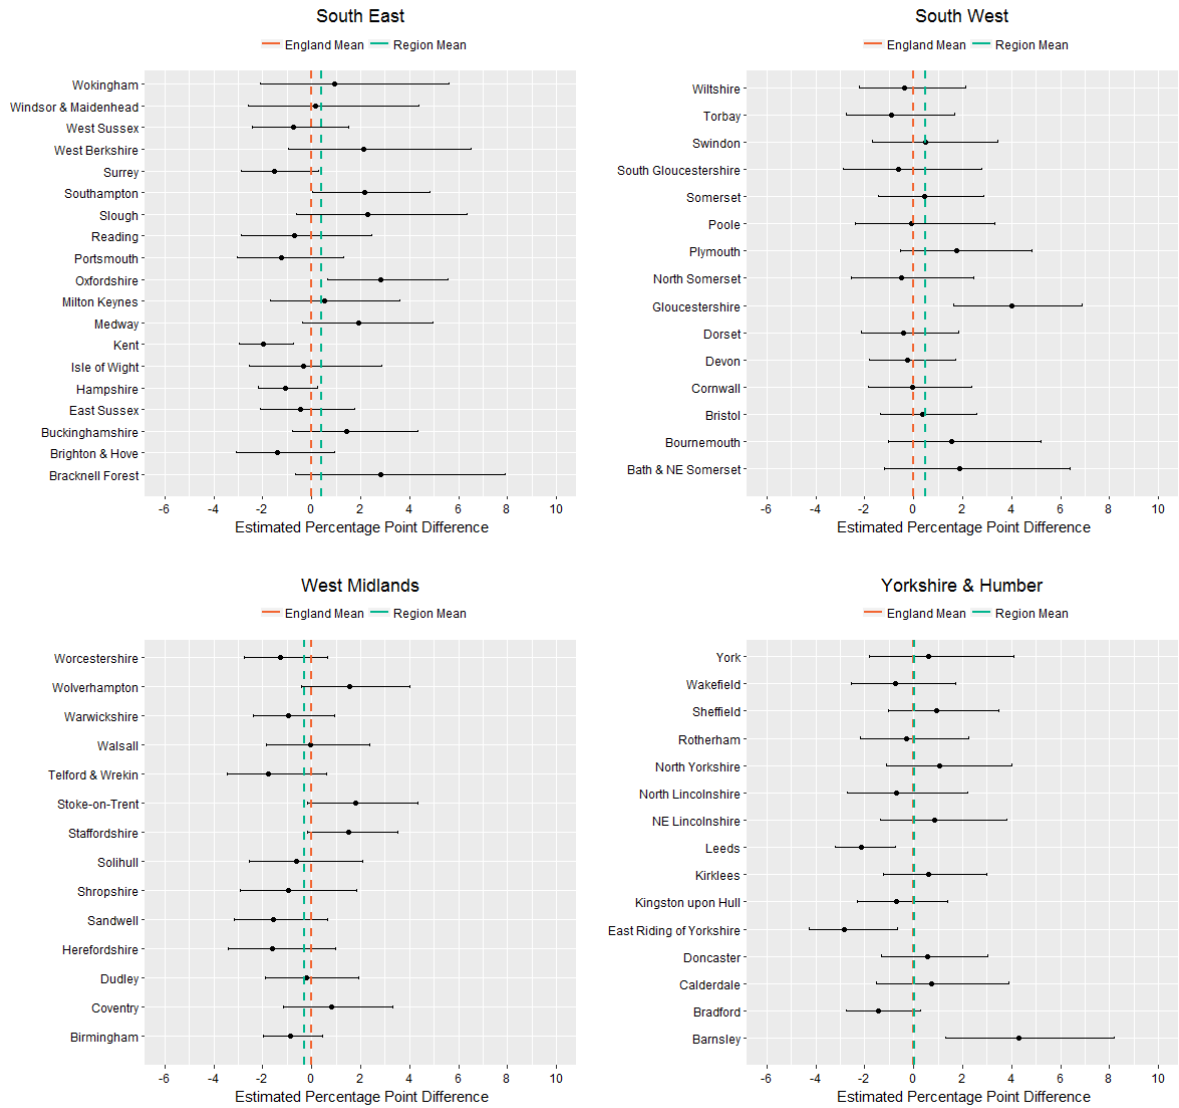 South East
England Mean Region Mean
Wokingham
Windsor & Maidenhead
West Sussex
West Berkshire
Surrey
Southampton
Slough
Reading
Portsmouth
Oxfordshire
Milton Keynes
Medway
Kent
Isle of Wight
Hampshire
East Sussex
Buckinghamshire
Brighton & Hove
Bracknell Forest
-6 -4 -2 0 2 4 6 8 10
Estimated Percentage Point Difference
South West
England Mean Region Mean
Wiltshire
Torbay
Swindon
South Gloucestershire
Somerset
Poole
Plymouth
North Somerset
Gloucestershire
Dorset
Devon
Cornwall
Bristol
Bournemouth
Bath & NE Somerset
-6 -4 -2 0 2 4 6 8 10
Estimated Percentage Point Difference
West Midlands
England Mean Region Mean
Worcestershire
Wolverhampton
Warwickshire
Walsall
Telford & Wrekin
Stoke-on-Trent
Staffordshire
Solihull
Shropshire
Sandwell
Herefordshire
Dudley
Coventry
Birmingham
-6 -4 -2 0 2 4 6 8 10
Estimated Percentage Point Difference
Yorkshire & Humber
England Mean Region Mean
York
Wakefield
Sheffield
Rotherham
North Yorkshire
North Lincolnshire
NE Lincolnshire
Leeds
Kirklees
Kingston upon Hull
East Riding of Yorkshire
Doncaster
Calderdale
Bradford
Barnsley
-6 -4 -2 0 2 4 6 8 10
Estimated Percentage Point Difference